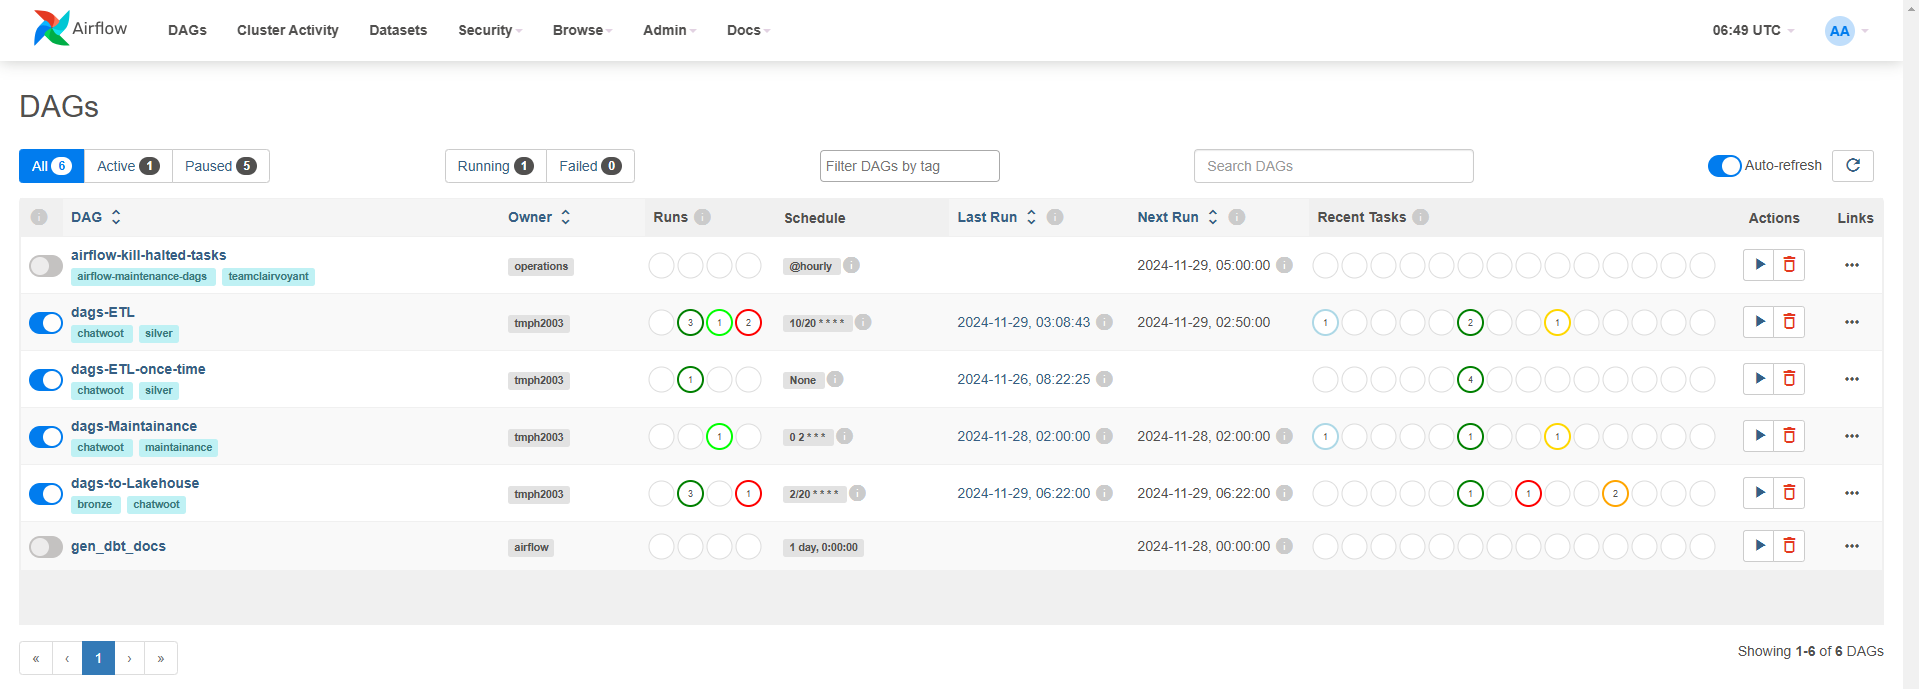 Airflow DAGs Cluster Activity Datasets Security Browse Admin Docs 06:49 UTC AA
DAGs
All 6 Active 1 Paused 5 Running 1 Failed 0 Filter DAGs by tag Search DAGs Auto-refresh
i DAG Owner Runs i Schedule Last Run i Next Run i Recent Tasks i Actions Links
airflow-kill-halted-tasks
airflow-maintenance-dags teamclairvoyant operations @hourly i 2024-11-29, 05:00:00 i
dags-ETL
chatwoot silver tmph2003 3 1 2 10/20 * * * * i 2024-11-29, 03:08:43 i 2024-11-29, 02:50:00 1 2 1
dags-ETL-once-time
chatwoot silver tmph2003 1 None i 2024-11-26, 08:22:25 i 4
dags-Maintainance
chatwoot maintainance tmph2003 1 0 2 * * * i 2024-11-28, 02:00:00 i 2024-11-28, 02:00:00 i 1 1 1
dags-to-Lakehouse
bronze chatwoot tmph2003 3 1 2/20 * * * * i 2024-11-29, 06:22:00 i 2024-11-29, 06:22:00 i 1 1 2
gen_dbt_docs airflow 1 day, 0:00:00 2024-11-28, 00:00:00 i
« ‹ 1 › » Showing 1-6 of 6 DAGs